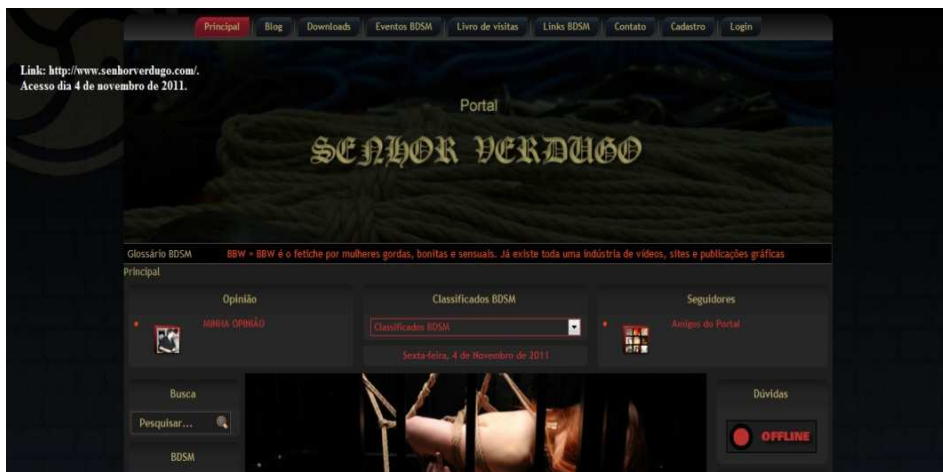 Principal Blog Downloads Eventos BDSM Livro de visitas Links BDSM Contato Cadastro Login
Link: http://www.senhorverdugo.com/.
Acesso dia 4 de novembro de 2011.
Portal
SENHOR VERDUGO
Glossário BDSM BBW = BBW é o fetiche por mulheres gordas, bonitas e sensuais. Já existe toda uma indústria de vídeos, sites e publicações gráficas
Principal
Opinião Classificados BDSM Seguidores
MINHA OPINIÃO Classificados BDSM Amigos do Portal
Sexta-feira, 4 de Novembro de 2011
Busca Dúvidas
Pesquisar...
OFFLINE
BDSM